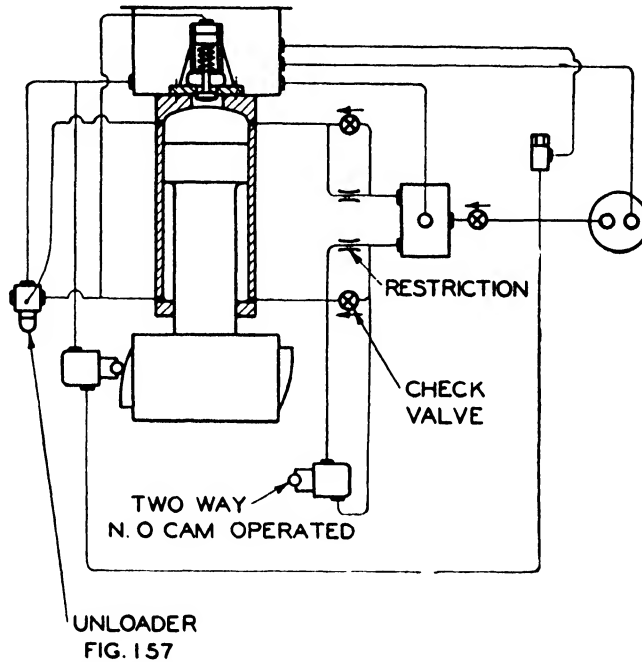 RESTRICTION
CHECK
VALVE
TWO WAY
N. O CAM OPERATED
UNLOADER
FIG. 157